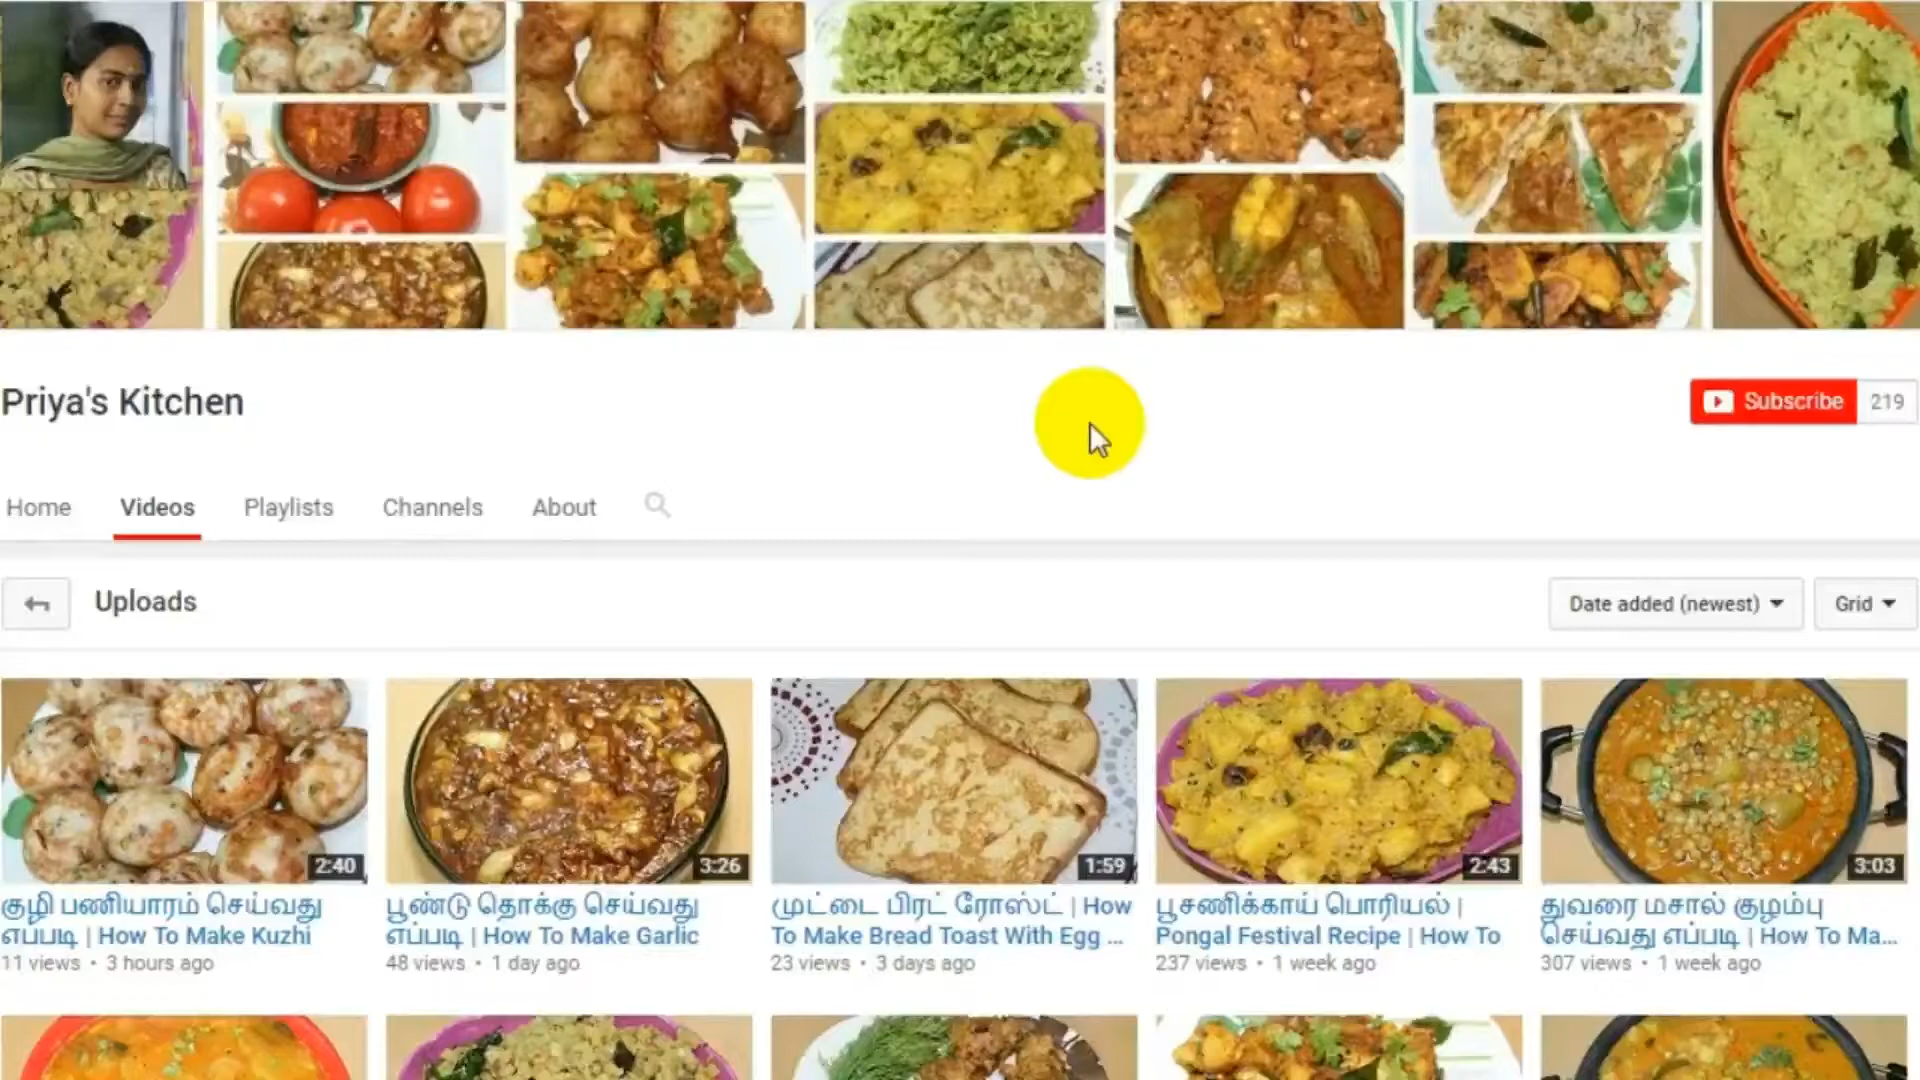 Priya's Kitchen
Subscribe 219
Home Videos Playlists Channels About
Uploads
Date added (newest) Grid
2:40
3:26
1:59
2:43
3:03
குழி பணியாரம் செய்வது
எப்படி | How To Make Kuzhi
11 views • 3 hours ago
பூண்டு தொக்கு செய்வது
எப்படி | How To Make Garlic
48 views • 1 day ago
முட்டை பிரட் ரோஸ்ட் | How
To Make Bread Toast With Egg ...
23 views • 3 days ago
பூசணிக்காய் பொரியல் |
Pongal Festival Recipe | How To
237 views • 1 week ago
துவரை மசால் குழம்பு
செய்வது எப்படி | How To Ma...
307 views • 1 week ago